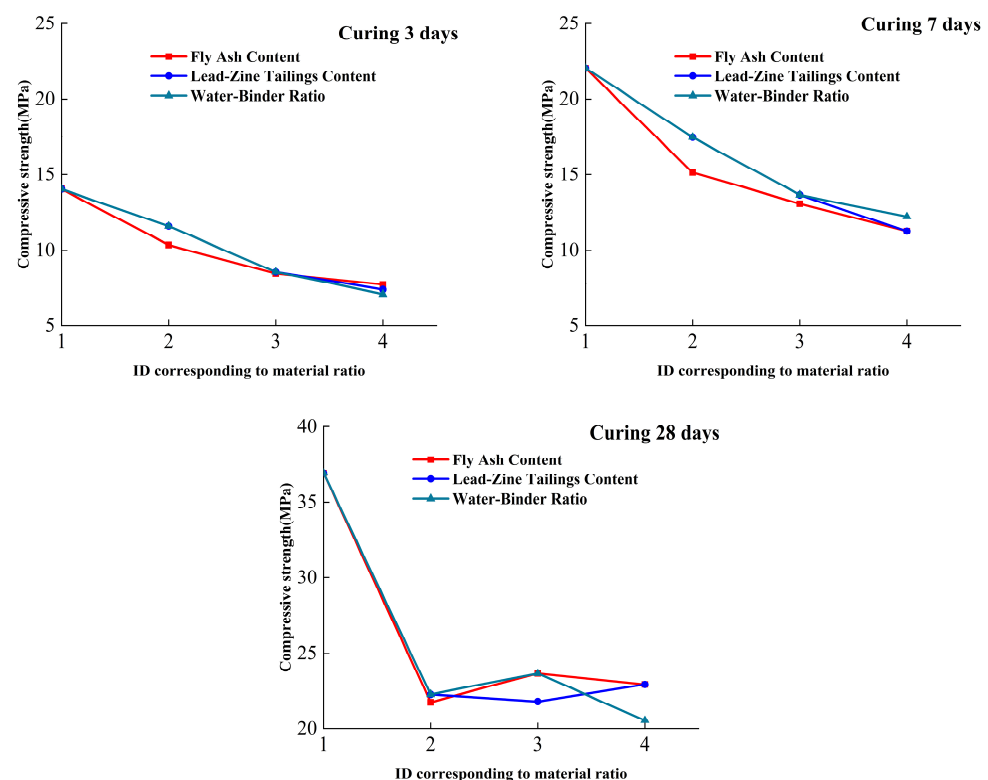 Curing 3 days
Fly Ash Content
Lead-Zine Tailings Content
Water-Binder Ratio
Compressive strength(MPa)
25
20
15
10
5
1 2 3 4
ID corresponding to material ratio
Curing 7 days
Fly Ash Content
Lead-Zine Tailings Content
Water-Binder Ratio
Compressive strength(MPa)
25
20
15
10
5
1 2 3 4
ID corresponding to material ratio
Curing 28 days
Fly Ash Content
Lead-Zine Tailings Content
Water-Binder Ratio
Compressive strength(MPa)
40
35
30
25
20
1 2 3 4
ID corresponding to material ratio